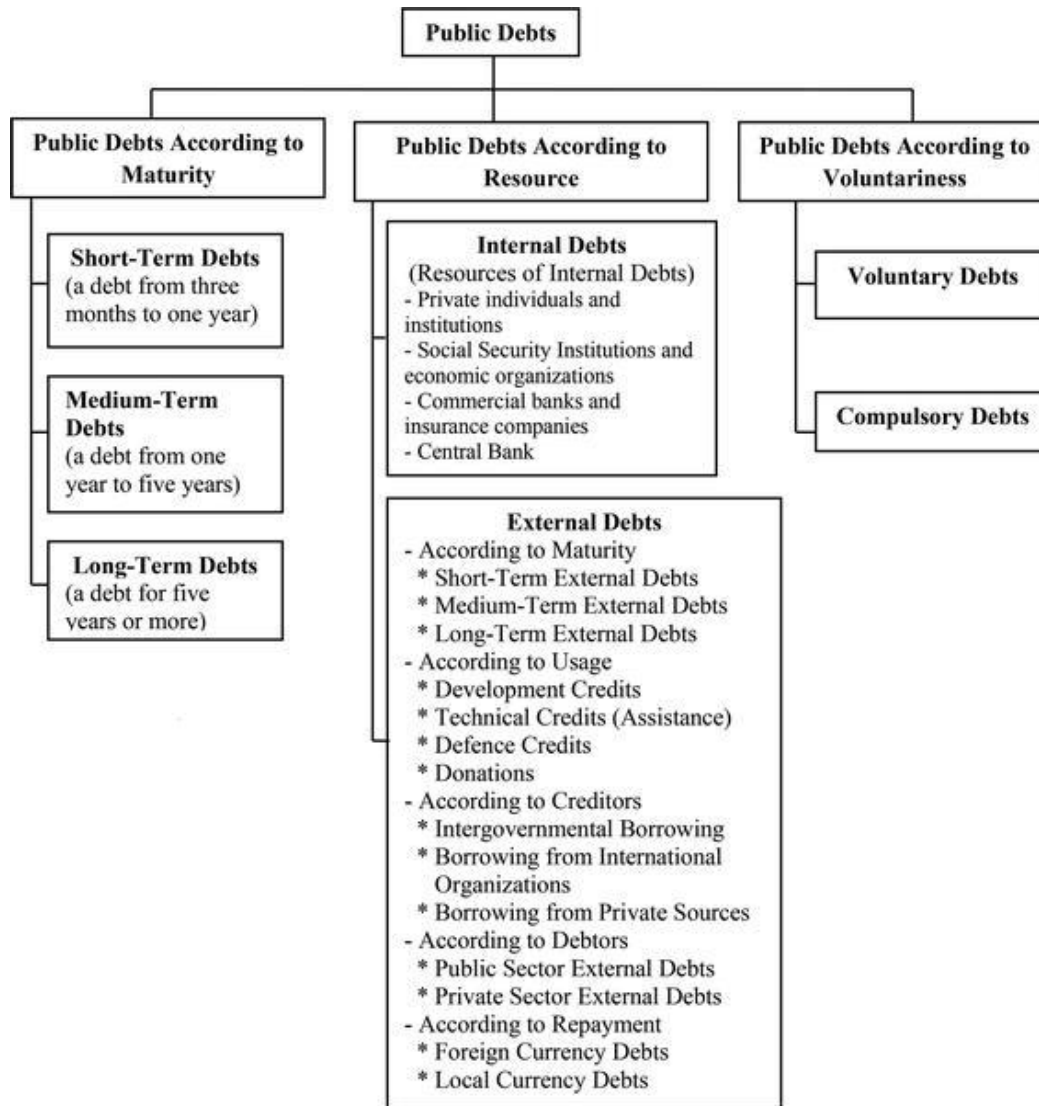 Public Debts
Public Debts According to
Maturity
Short-Term Debts
(a debt from three
months to one year)
Medium-Term
Debts
(a debt from one
year to five years)
Long-Term Debts
(a debt for five
years or more)
Public Debts According to
Resource
Internal Debts
(Resources of Internal Debts)
- Private individuals and
institutions
- Social Security Institutions and
economic organizations
- Commercial banks and
insurance companies
- Central Bank
External Debts
- According to Maturity
* Short-Term External Debts
* Medium-Term External Debts
* Long-Term External Debts
- According to Usage
* Development Credits
* Technical Credits (Assistance)
* Defence Credits
* Donations
- According to Creditors
* Intergovernmental Borrowing
* Borrowing from International
Organizations
* Borrowing from Private Sources
- According to Debtors
* Public Sector External Debts
* Private Sector External Debts
- According to Repayment
* Foreign Currency Debts
* Local Currency Debts
Public Debts According to
Voluntariness
Voluntary Debts
Compulsory Debts